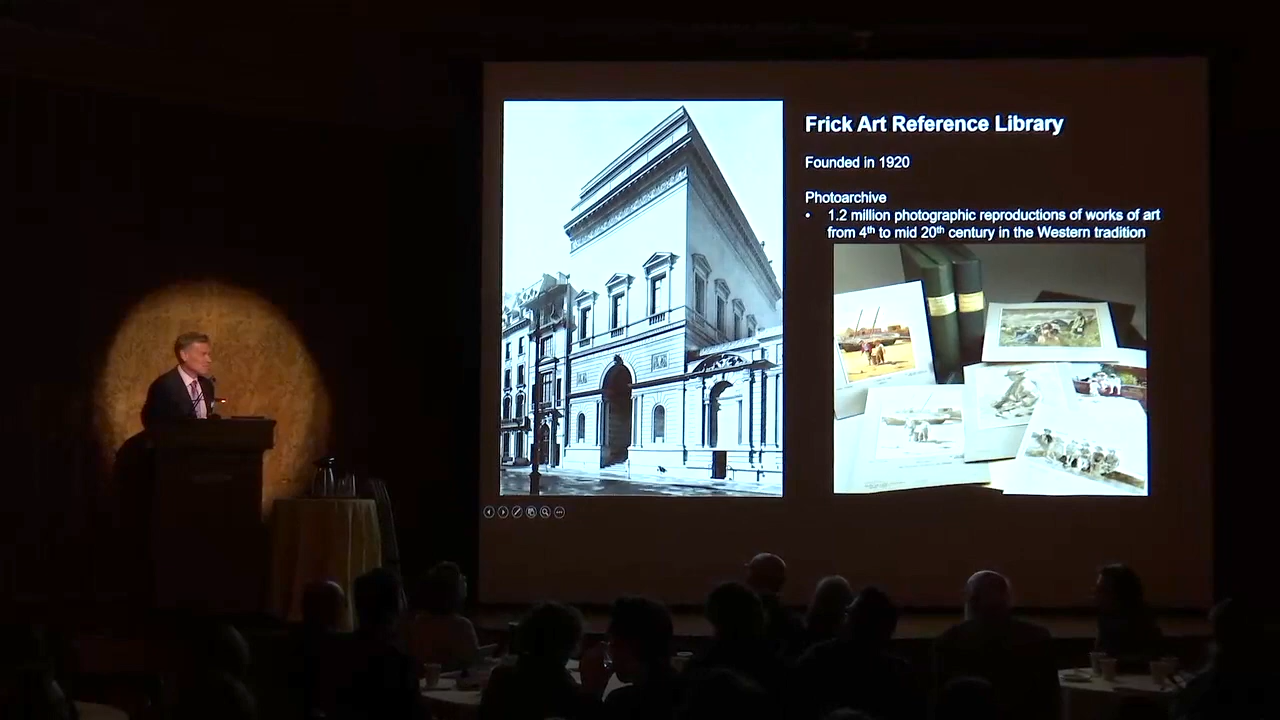 Frick Art Reference Library
Founded in 1920
Photoarchive
• 1.2 million photographic reproductions of works of art
from 4th to mid 20th century in the Western tradition